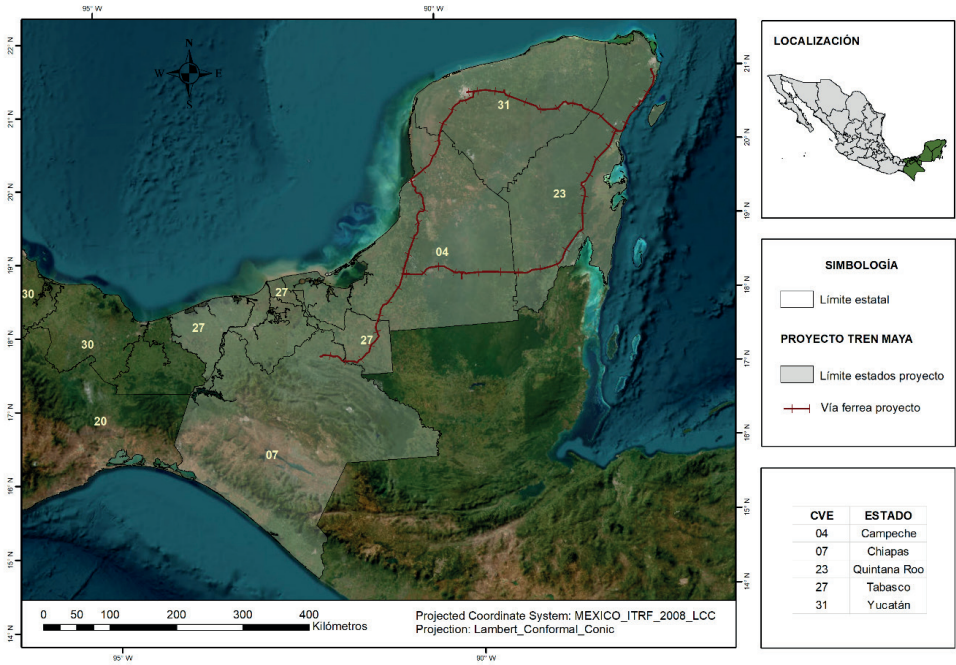 95° W
90° W
22° N
21° N
20° N
19° N
18° N
17° N
16° N
15° N
14° N
N
W
E
S
31
23
04
27
30
27
30
27
20
07
21° N
20° N
19° N
18° N
17° N
16° N
15° N
14° N
0
50
100
200
300
400
Kilómetros
Projected Coordinate System: MEXICO_ITRF_2008_LCC
Projection: Lambert_Conformal_Conic
95° W
90° W
LOCALIZACIÓN
SIMBOLOGÍA
Límite estatal
PROYECTO TREN MAYA
Límite estados proyecto
Vía ferrea proyecto
CVE ESTADO
04 Campeche
07 Chiapas
23 Quintana Roo
27 Tabasco
31 Yucatán